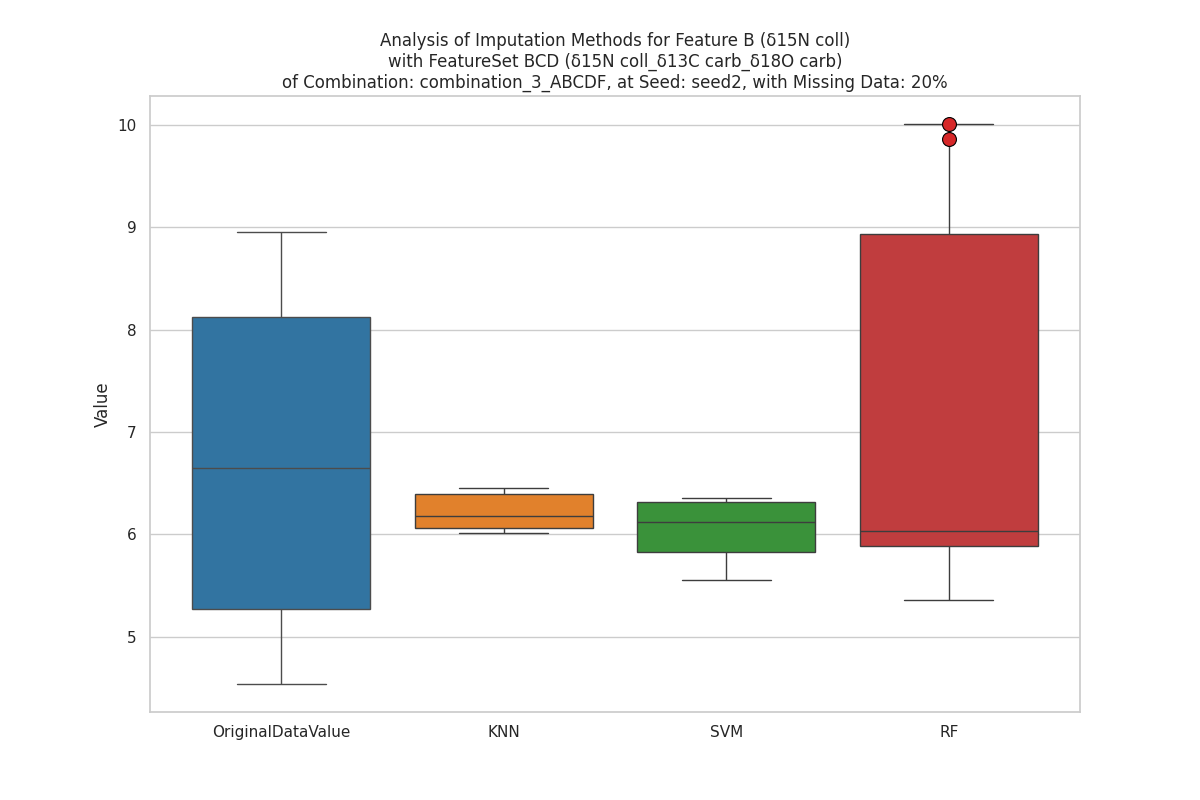 Analysis of Imputation Methods for Feature B (δ15N coll)
with FeatureSet BCD (δ15N coll_δ13C carb_δ18O carb)
of Combination: combination_3_ABCDF, at Seed: seed2, with Missing Data: 20%
10
9
8
7
6
5
Value
OriginalDataValue
KNN
SVM
RF